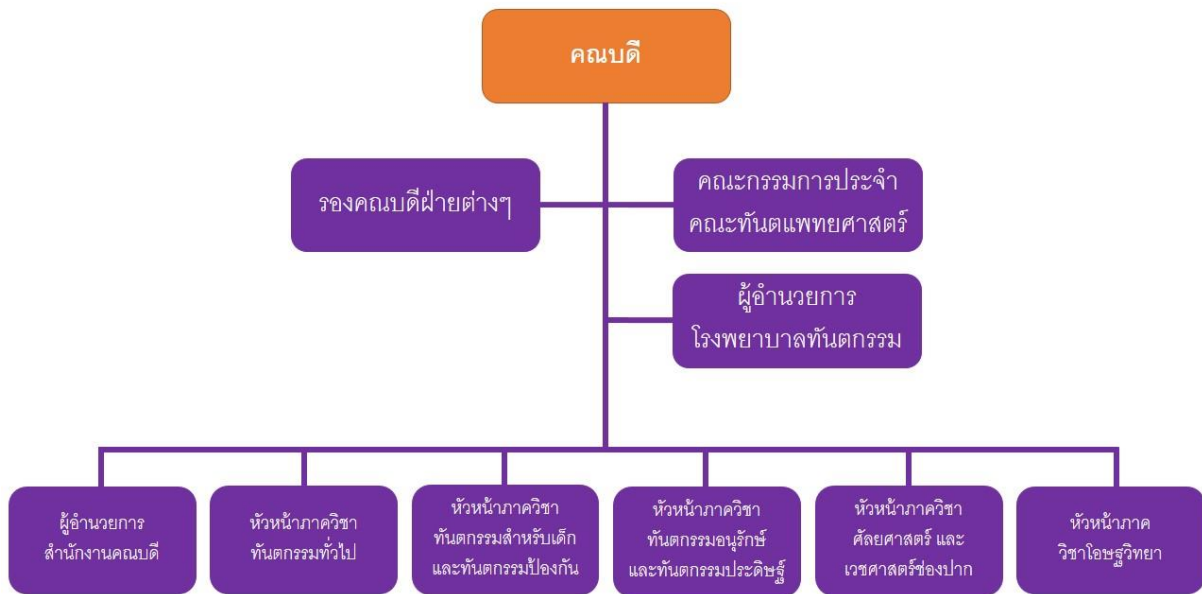 คณบดี
รองคณบดีฝ่ายต่างๆ
คณะกรรมการประจำ
คณะทันตแพทยศาสตร์
ผู้อำนวยการ
โรงพยาบาลทันตกรรม
ผู้อำนวยการ
สำนักงานคณบดี
หัวหน้าภาควิชา
ทันตกรรมทั่วไป
หัวหน้าภาควิชา
ทันตกรรมสำหรับเด็ก
และทันตกรรมป้องกัน
หัวหน้าภาควิชา
ทันตกรรมอนุรักษ์
และทันตกรรมประดิษฐ์
หัวหน้าภาควิชา
ศัลยศาสตร์ และ
เวชศาสตร์ช่องปาก
หัวหน้าภาค
วิชาโอษฐวิทยา